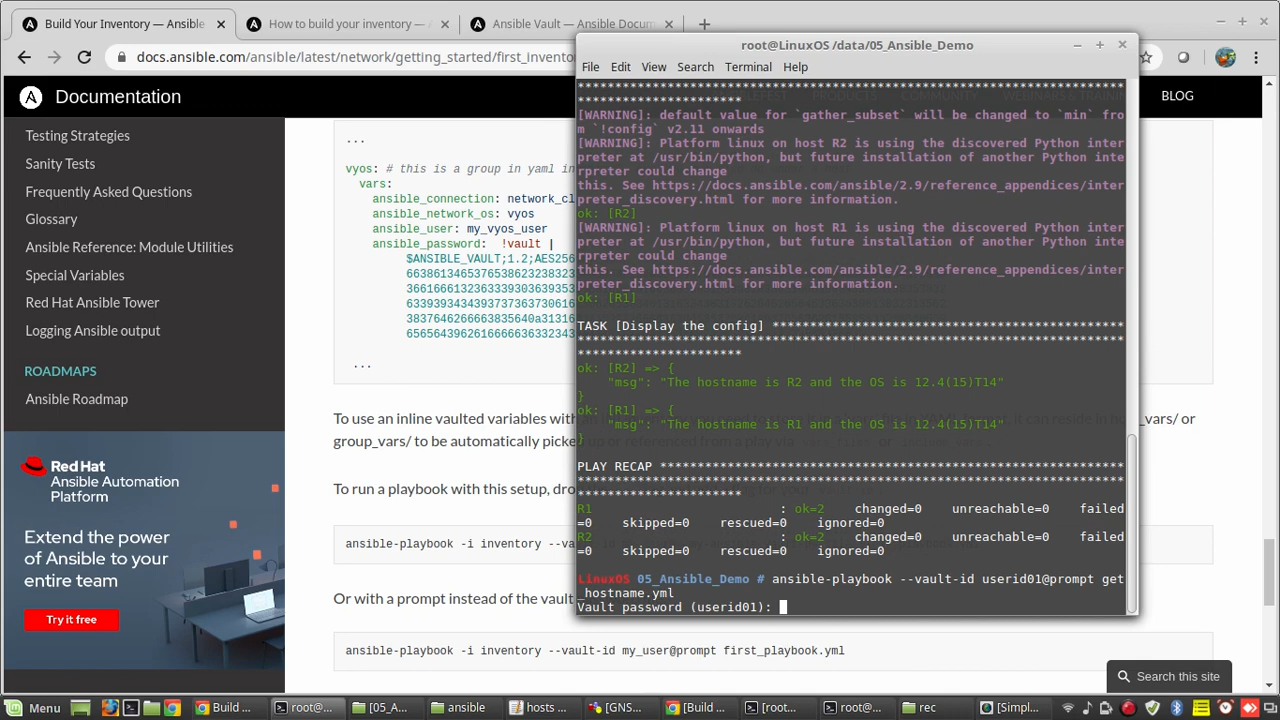 Build Your Inventory — Ansible
How to build your inventory — A
Ansible Vault — Ansible Docum
docs.ansible.com/ansible/latest/network/getting_started/first_inven
Documentation
BLOG
Testing Strategies
Sanity Tests
Frequently Asked Questions
Glossary
Ansible Reference: Module Utilities
Special Variables
Red Hat Ansible Tower
Logging Ansible output
ROADMAPS
Ansible Roadmap
Red Hat
Ansible Automation
Platform
Extend the power
of Ansible to your
entire team
Try it free
...
vyos: # this is a group in yaml in
vars:
ansible_connection: network_cl
ansible_network_os: vyos
ansible_user: my_vyos_user
ansible_password:  !vault |
$ANSIBLE_VAULT;1.2;AES256
...
To use an inline vaulted variables with
_vars/ or
group_vars/ to be automatically picked up or referenced from a play via
To run a playbook with this setup,
ansible-playbook -i inventory --va
Or with a prompt instead of the vault
ansible-playbook -i inventory --vault-id my_user@prompt first_playbook.yml
Search this site
root@LinuxOS /data/05_Ansible_Demo
File Edit View Search Terminal Help
******************************************************************************
***********************
[WARNING]: default value for `gather_subset` will be changed to `min` fro
m `!config` v2.11 onwards
[WARNING]: Platform linux on host R2 is using the discovered Python inter
preter at /usr/bin/python, but future installation of another Python inte
rpreter could change
this. See https://docs.ansible.com/ansible/2.9/reference_appendices/inter
preter_discovery.html for more information.
ok: [R2]
[WARNING]: Platform linux on host R1 is using the discovered Python inter
preter at /usr/bin/python, but future installation of another Python inte
rpreter could change
this. See https://docs.ansible.com/ansible/2.9/reference_appendices/inter
preter_discovery.html for more information.
ok: [R1]
TASK [Display the config] ***********************************************
*************************************************************************
**********************
ok: [R2] => {
"msg": "The hostname is R2 and the OS is 12.4(15)T14"
}
ok: [R1] => {
"msg": "The hostname is R1 and the OS is 12.4(15)T14"
}
PLAY RECAP **************************************************************
*************************************************************************
**********************
R1 : ok=2 changed=0 unreachable=0 failed
=0 skipped=0 rescued=0 ignored=0
R2 : ok=2 changed=0 unreachable=0 failed
=0 skipped=0 rescued=0 ignored=0
LinuxOS 05_Ansible_Demo # ansible-playbook --vault-id userid01@prompt get
_hostname.yml
Vault password (userid01):
Menu
Build ...
root@...
[05_A...
ansible
hosts ...
[GNS...
[Build ...
[root...
root@...
rec
[Simpl...